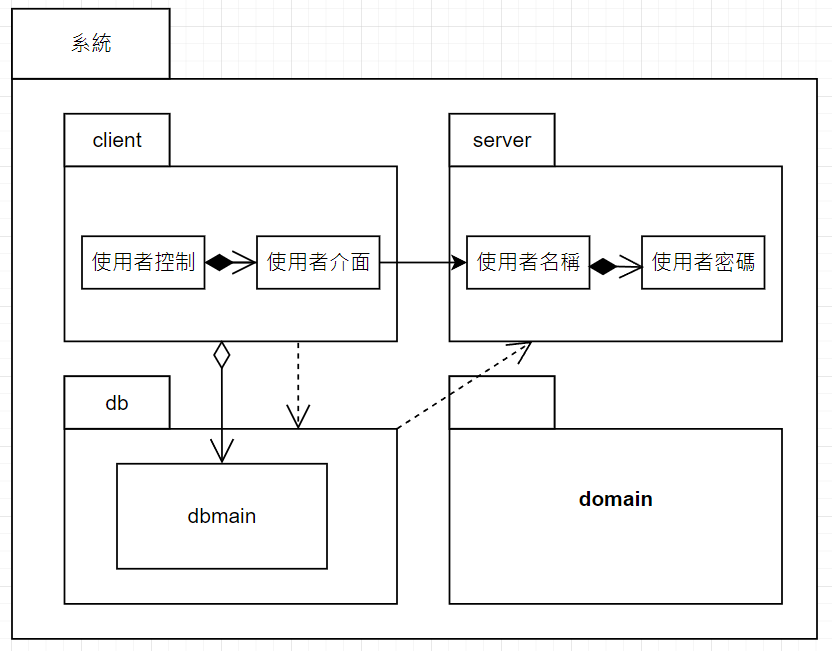 系統
client
server
使用者控制
使用者介面
使用者名稱
使用者密碼
db
dbmain
domain